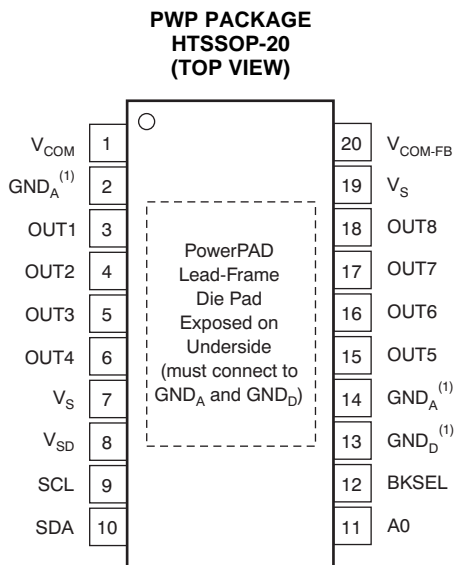 PWP PACKAGE
HTSSOP-20
(TOP VIEW)
VCOM 1
GNDA(1) 2
OUT1 3
OUT2 4
OUT3 5
OUT4 6
VS 7
VSD 8
SCL 9
SDA 10
PowerPAD
Lead-Frame
Die Pad
Exposed on
Underside
(must connect to
GNDA and GNDD)
20 VCOM-FB
19 VS
18 OUT8
17 OUT7
16 OUT6
15 OUT5
14 GNDA(1)
13 GNDD(1)
12 BKSEL
11 A0